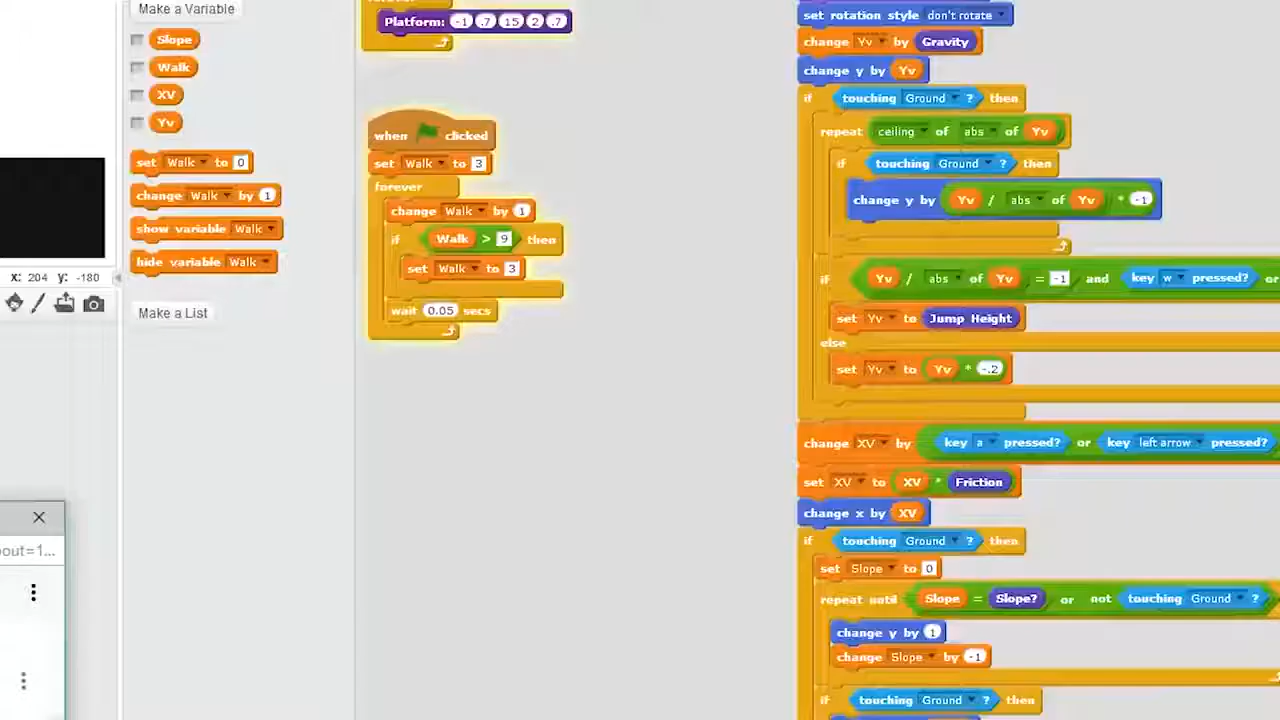 Make a Variable
Slope
Walk
XV
Yv
set Walk to 0
change Walk by 1
show variable Walk
hide variable Walk
Make a List
x: 204 y: -180
out=1...
Platform: -1 .7 15 2 .7
when clicked
set Walk to 3
forever
change Walk by 1
if Walk > 9 then
set Walk to 3
wait 0.05 secs
set rotation style don't rotate
change Yv by Gravity
change y by Yv
if touching Ground ? then
repeat ceiling of abs of Yv
if touching Ground ? then
change y by Yv / abs of Yv * -1
if Yv / abs of Yv = -1 and key w pressed? or
set Yv to Jump Height
else
set Yv to Yv * -.2
change XV by key a pressed? or key left arrow pressed?
set XV to XV * Friction
change x by XV
if touching Ground ? then
set Slope to 0
repeat until Slope = Slope? or not touching Ground ?
change y by 1
change Slope by -1
if touching Ground ? then